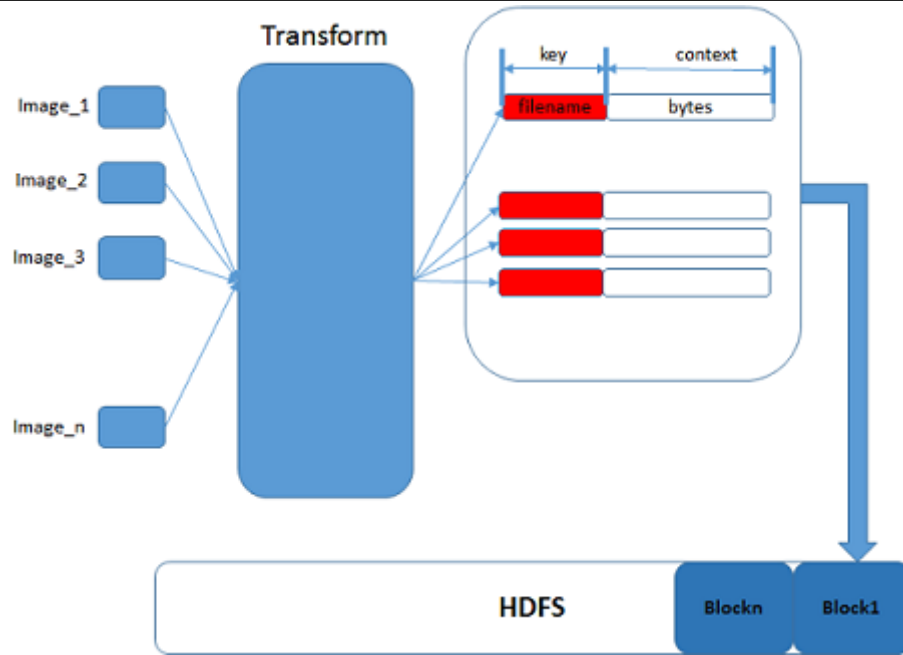 Transform
key
context
filename
bytes
Image_1
Image_2
Image_3
Image_n
HDFS
Blockn
Block1